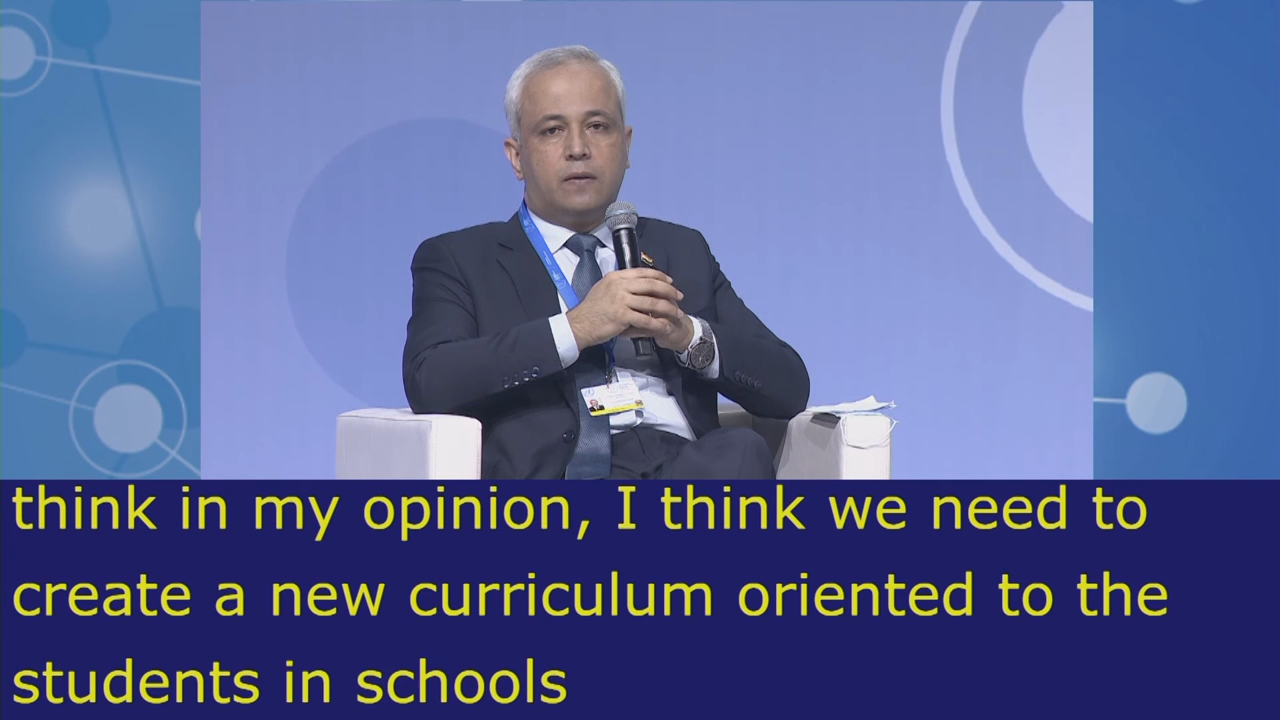 think in my opinion, I think we need to
create a new curriculum oriented to the
students in schools